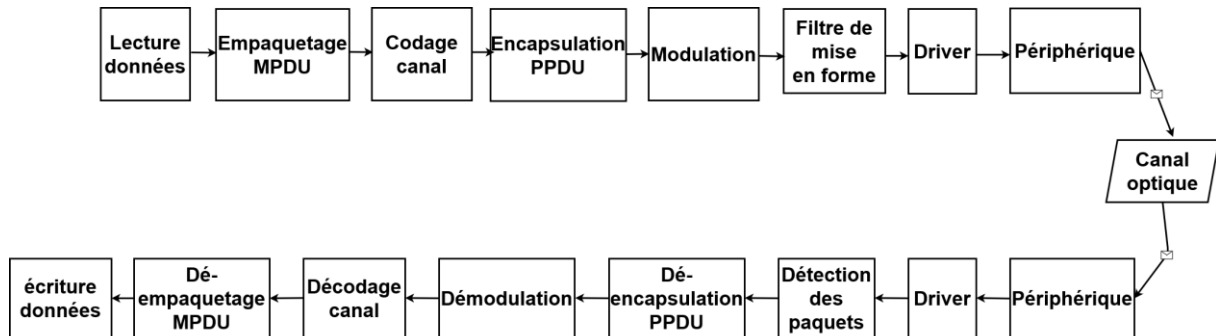 Lecture
données
Empaquetage
MPDU
Codage
canal
Encapsulation
PPDU
Modulation
Filtre de
mise
en forme
Driver
Périphérique
Canal
optique
écriture
données
Dé-
empaquetage
MPDU
Décodage
canal
Démodulation
Dé-
encapsulation
PPDU
Détection
des
paquets
Driver
Périphérique